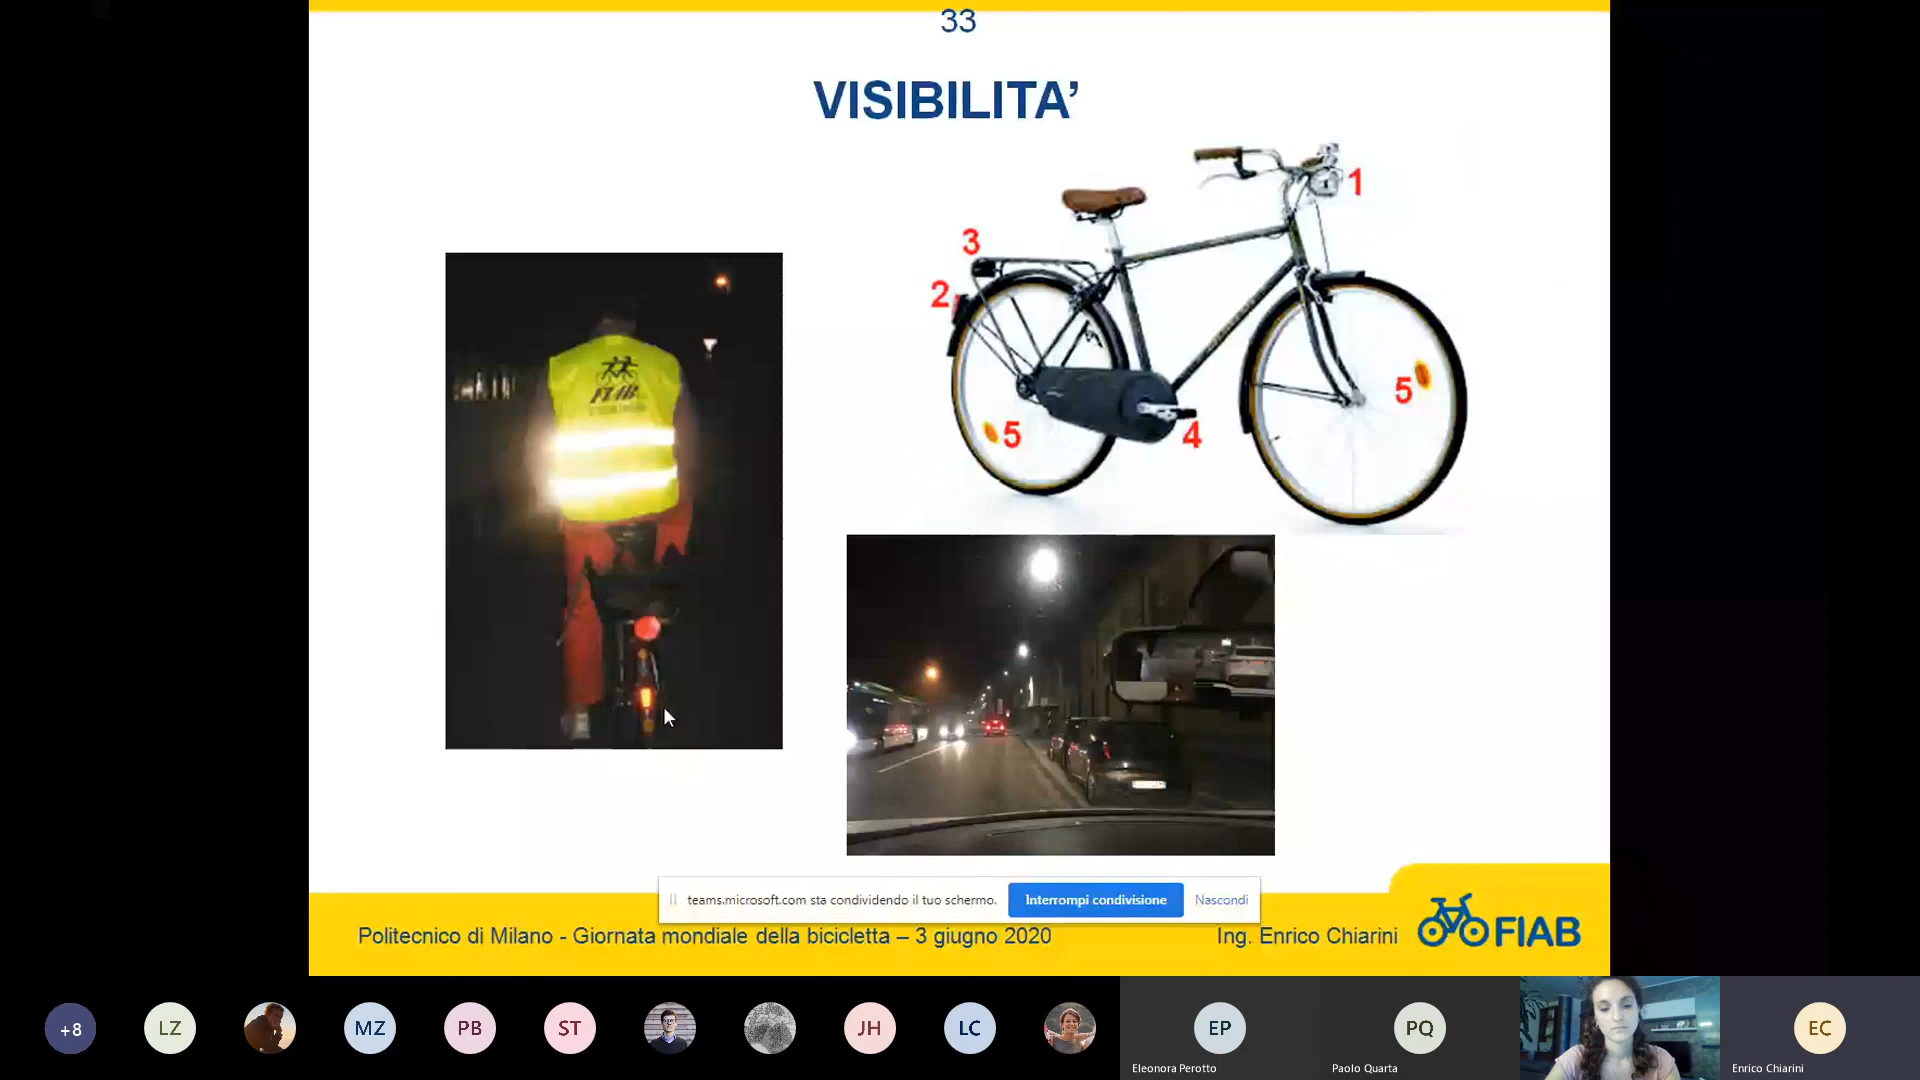 33
VISIBILITA’
1
3
2
5
5
4
FIAB
teams.microsoft.com sta condividendo il tuo schermo.
Interrompi condivisione
Nascondi
Politecnico di Milano - Giornata mondiale della bicicletta – 3 giugno 2020
Ing. Enrico Chiarini
FIAB
+8
LZ
MZ
PB
ST
JH
LC
EP
Eleonora Perotto
PQ
Paolo Quarta
EC
Enrico Chiarini